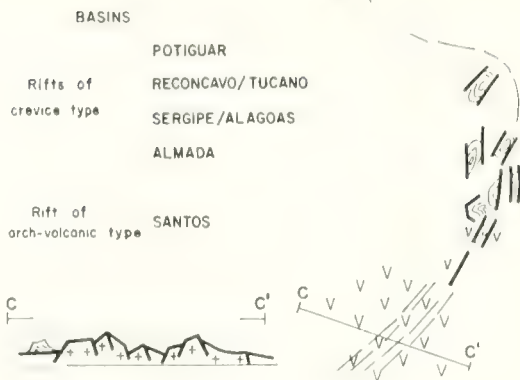 BASINS
POTIGUAR
Rifts of crevice type
RECONCAVO/TUCANO
SERGIPE/ALAGOAS
ALMADA
Rift of arch-volcanic type
SANTOS
C C'
C
C'